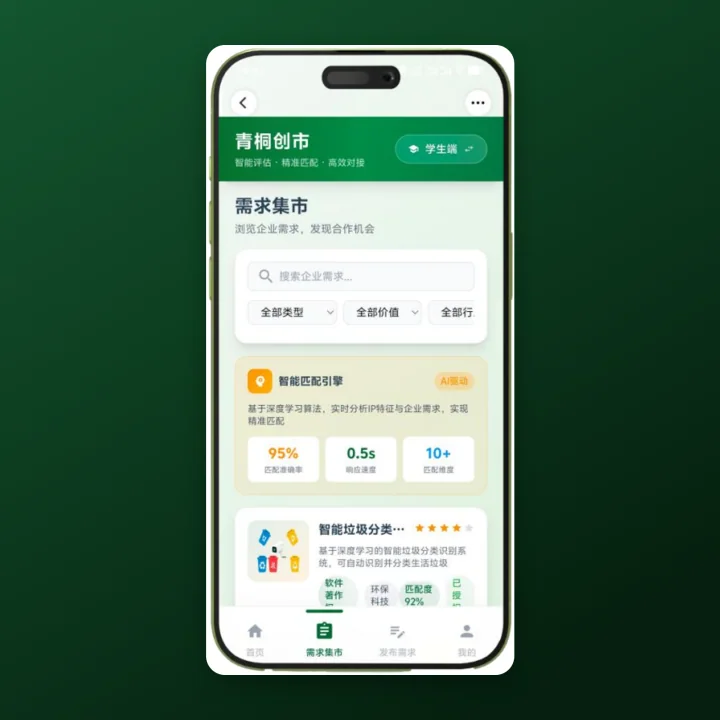 青桐创市
智能评估 · 精准匹配 · 高效对接
学生端
需求集市
浏览企业需求，发现合作机会
搜索企业需求...
全部类型
全部价值
全部行
智能匹配引擎
AI驱动
基于深度学习算法，实时分析IP特征与企业需求，实现
精准匹配
95%
0.5s
10+
匹配准确率
响应速度
匹配维度
智能垃圾分类···
基于深度学习的智能垃圾分类识别系
统，可自动识别并分类生活垃圾
软件
著作
环保
科技
匹配度
92%
已
授
首页
需求集市
发布需求
我的